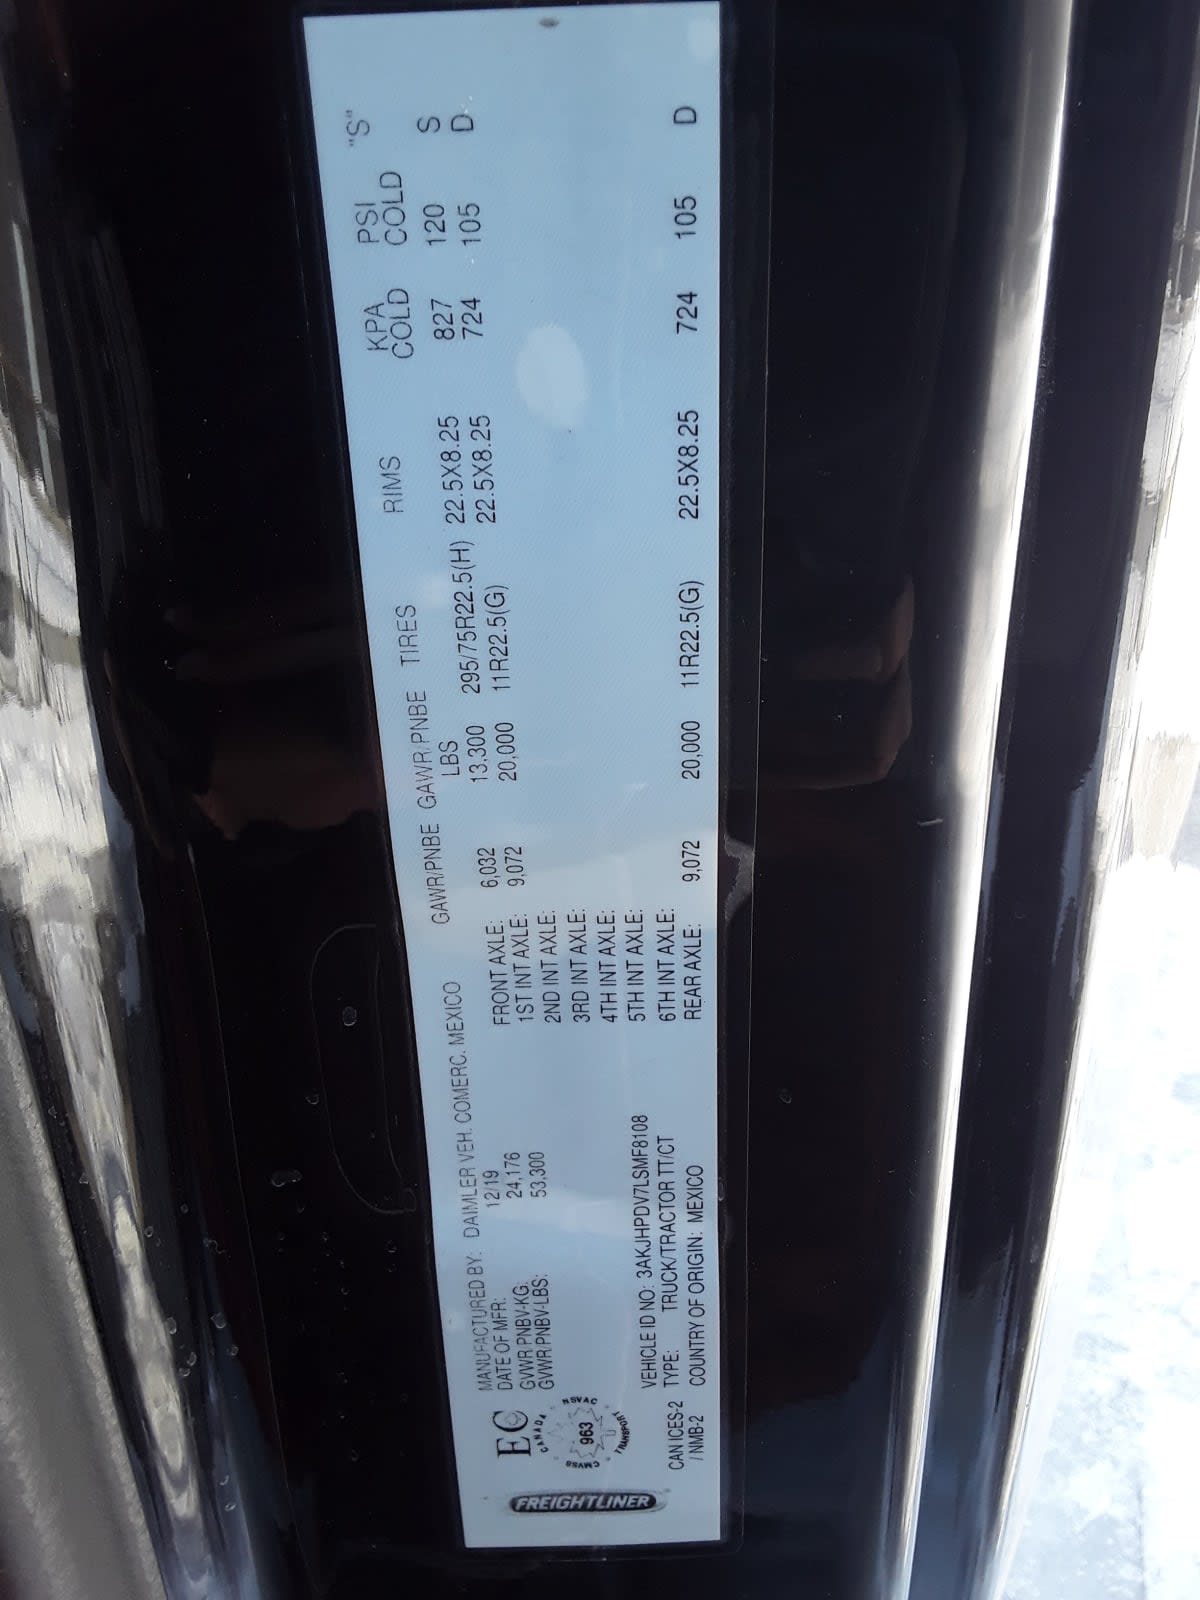 FREIGHTLINER
EC
CANADA
NSVAC
963
CMVSS
TRANSPORT
CAN ICES-2
/ NMB-2
MANUFACTURED BY: DAIMLER VEH. COMERC. MEXICO
DATE OF MFR: 12/19
GVWR/PNBV-KG: 24,176
GVWR/PNBV-LBS: 53,300
VEHICLE ID NO: 3AKJHPDV7LSMF8108
TYPE: TRUCK/TRACTOR TT/CT
COUNTRY OF ORIGIN: MEXICO
GAWR/PNBE GAWR/PNBE TIRES RIMS KPA PSI "S"
LBS COLD COLD
FRONT AXLE: 6,032 13.300 295/75R22.5(H) 22.5X8.25 827 120 S
1ST INT AXLE: 9,072 20,000 11R22.5(G) 22.5X8.25 724 105 D
2ND INT AXLE:
3RD INT AXLE:
4TH INT AXLE:
5TH INT AXLE:
6TH INT AXLE:
REAR AXLE: 9,072 20,000 11R22.5(G) 22.5X8.25 724 105 D